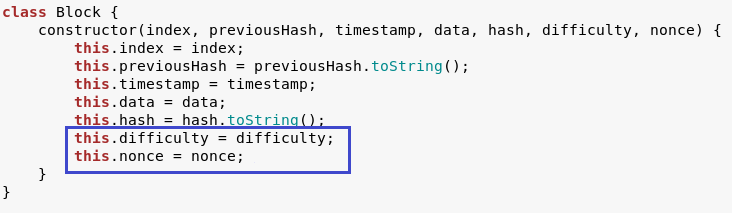 class Block {
    constructor(index, previousHash, timestamp, data, hash, difficulty, nonce) {
        this.index = index;
        this.previousHash = previousHash.toString();
        this.timestamp = timestamp;
        this.data = data;
        this.hash = hash.toString();
        this.difficulty = difficulty;
        this.nonce = nonce;
    }
}